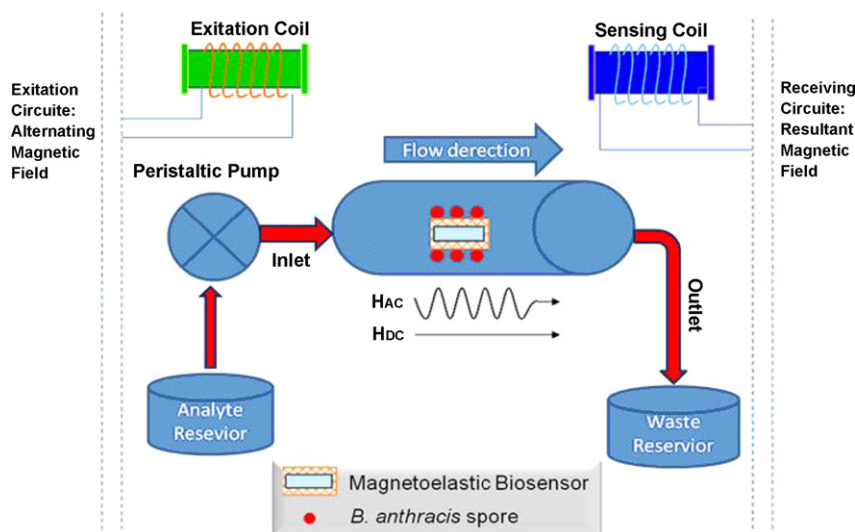 Exitation Coil
Sensing Coil
Exitation
Circuite:
Alternating
Magnetic
Field
Receiving
Circuite:
Resultant
Magnetic
Field
Flow derection
Peristaltic Pump
Inlet
Outlet
HAC
HDC
Analyte
Resevior
Waste
Reservior
Magnetoelastic Biosensor
B. anthracis spore